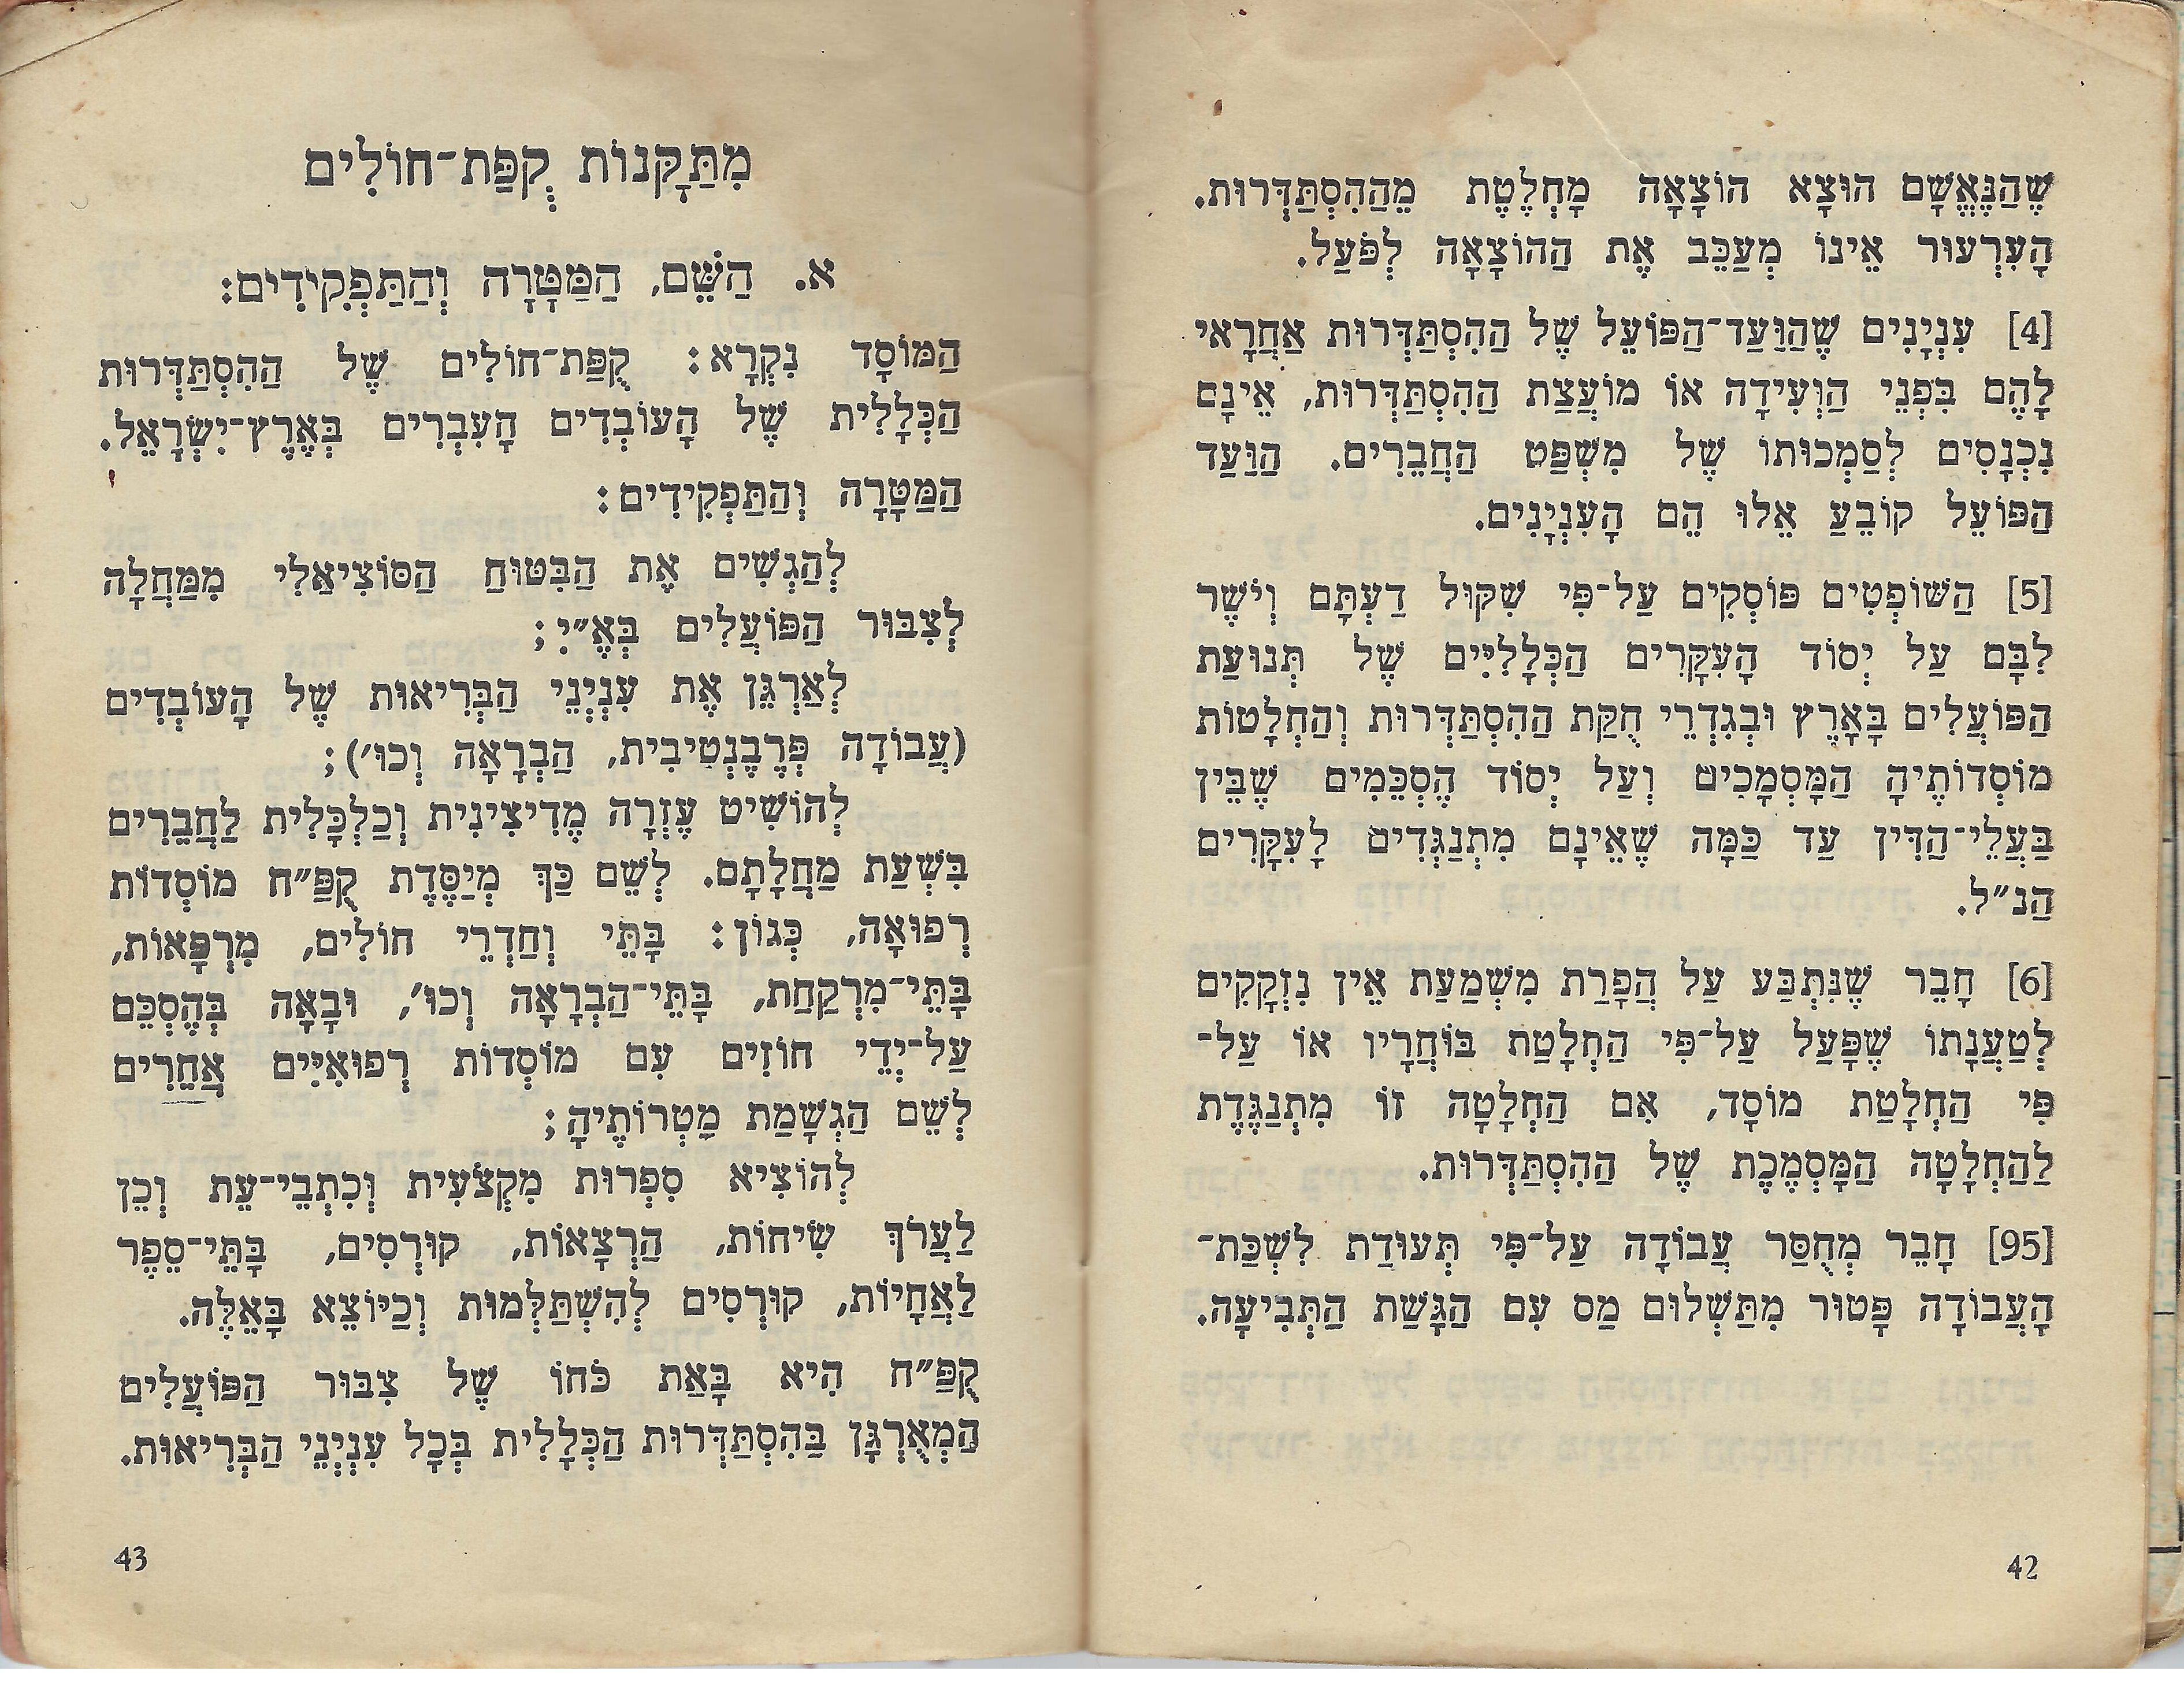 שֶׁהַנֶּאֱשָׁם הוּצָא הוֹצָאָה מָחְלֶטֶת מֵהַהִסְתַּדְּרוּת.
הָעִרְעוּר אֵינוֹ מְעַכֵּב אֶת הַהוֹצָאָה לְפֹעַל.
[4] עִנְיָנִים שֶׁהַוַּעַד־הַפּוֹעֵל שֶׁל הַהִסְתַּדְּרוּת אַחֲרָאי
לָהֶם בִּפְנֵי הַוְּעִידָה אוֹ מוֹעֲצַת הַהִסְתַּדְּרוּת, אֵינָם
נִכְנָסִים לְסַמְכוּתוֹ שֶׁל מִשְׁפַּט הַחֲבֵרִים. הַוַּעַד
הַפּוֹעֵל קוֹבֵעַ אֵלוּ הֵם הָעִנְיָנִים.
[5] הַשּׁוֹפְטִים פּוֹסְקִים עַל־פִּי שִׁקּוּל דַעְתָּם וְיֹשֶׁר
לִבָּם עַל יְסוֹד הָעִקָּרִים הַכְּלָלִיִּים שֶׁל תְּנוּעַת
הַפּוֹעֲלִים בָּאָרֶץ וּבְגִדְרֵי חֻקַּת הַהִסְתַּדְּרוּת וְהַחְלָטוֹת
מוֹסְדוֹתֶיהָ הַמָּסְמָכִים וְעַל יְסוֹד הֶסְכֵּמִים שֶׁבֵּין
בַּעֲלֵי־הַדִּין עַד כַּמָּה שֶׁאֵינָם מִתְנַגְּדִים לָעִקָּרִים
הַנ״ל.
[6] חָבֵר שֶׁנִּתְבַּע עַל הֲפָרַת מִשְׁמַעַת אֵין נִזְקָקִים
לְטַעֲנָתוֹ שֶׁפָּעַל עַל־פִּי הַחְלָטַת בּוֹחֲרָיו אוֹ עַל־
פִּי הַחְלָטַת מוֹסָד, אִם הַחְלָטָה זוֹ מִתְנַגֶּדֶת
לַהַחְלָטָה הַמָּסְמֶכֶת שֶׁל הַהִסְתַּדְּרוּת.
[95] חָבֵר מְחֻסַּר עֲבוֹדָה עַל־פִּי תְּעוּדַת לִשְׁכַּת־
הָעֲבוֹדָה פָּטוּר מִתַּשְׁלוּם מַס עִם הַגָּשַׁת הַתְּבִיעָה.
42
מִתַּקָּנוֹת קֻפַּת־חוֹלִים
א. הַשֵּׁם, הַמַּטָּרָה וְהַתַּפְקִידִים:
הַמּוֹסָד נִקְרָא: קֻפַּת־חוֹלִים שֶׁל הַהִסְתַּדְּרוּת
הַכְּלָלִית שֶׁל הָעוֹבְדִים הָעִבְרִים בְּאֶרֶץ־יִשְׂרָאֵל.
הַמַּטָּרָה וְהַתַּפְקִידִים:
לְהַגְשִׁים אֶת הַבִּטּוּחַ הַסּוֹצִיאַלִי מִמַּחֲלָה
לְצִבּוּר הַפּוֹעֲלִים בְּאֶ״יִ;
לְאַרְגֵּן אֶת עִנְיְנֵי הַבְּרִיאוּת שֶׁל הָעוֹבְדִים
(עֲבוֹדָה פְּרֶבֶנְטִיבִית, הַבְרָאָה וְכוּ׳);
לְהוֹשִׁיט עֶזְרָה מֶדִיצִינִית וְכַלְכָּלִית לַחֲבֵרִים
בִּשְׁעַת מַחֲלָתָם. לְשֵׁם כַּךְ מְיַסֶּדֶת קֻפַּ״ח מוֹסְדוֹת
רְפוּאָה, כְּגוֹן: בָּתֵּי וְחַדְרֵי חוֹלִים, מִרְפָּאוֹת,
בָּתֵּי־מִרְקַחַת, בָּתֵּי־הַבְרָאָה וְכוּ׳, וּבָאָה בְּהֶסְכֵּם
עַל־יְדֵי חוֹזִים עִם מוֹסְדוֹת רְפוּאִיִּים אֲחֵרִים
לְשֵׁם הַגְשָׁמַת מַטְּרוֹתֶיהָ;
לְהוֹצִיא סִפְרוּת מִקְצֹעִית וְּכִתְבֵי־עֵת וְכֵן
לַעֲרֹךְ שִׂיחוֹת, הַרְצָאוֹת, קוּרְסִים, בָּתֵּי־סֵפֶר
לַאֲחָיוֹת, קוּרְסִים לְהִשְׁתַּלְּמוּת וְכַיּוֹצֵא בָּאֵלֶּה.
קֻפַּ״ח הִיא בָּאַת כֹּחוֹ שֶׁל צִבּוּר הַפּוֹעֲלִים
הַמְאֻרְגָּן בַּהִסְתַּדְּרוּת הַכְּלָלִית בְּכָל עִנְיְנֵי הַבְּרִיאוּת.
43